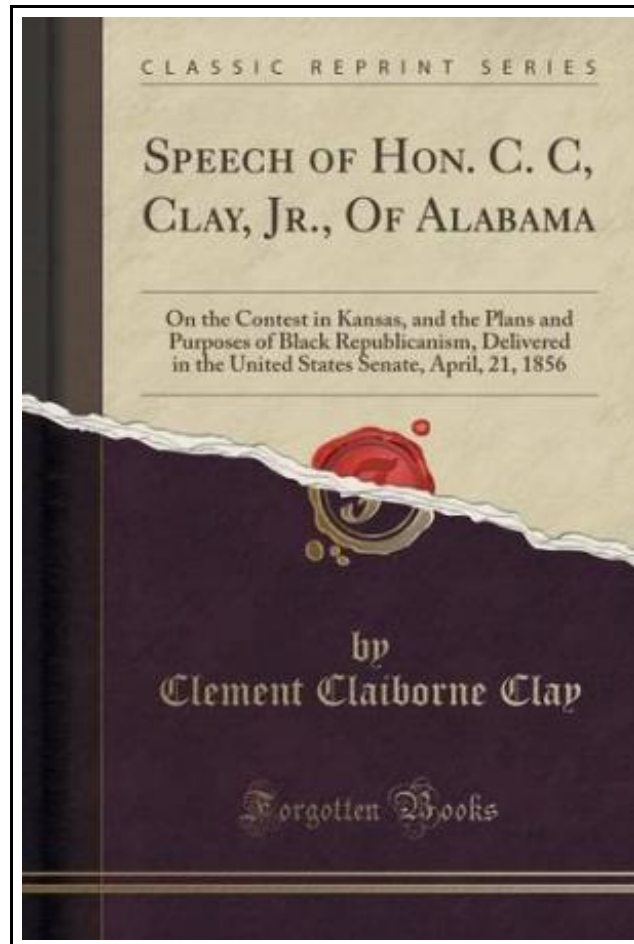 CLASSIC REPRINT SERIES
SPEECH OF HON. C. C,
CLAY, JR., OF ALABAMA
On the Contest in Kansas, and the Plans and
Purposes of Black Republicanism, Delivered
in the United States Senate, April, 21, 1856
by
Clement Claiborne Clay
Forgotten Books